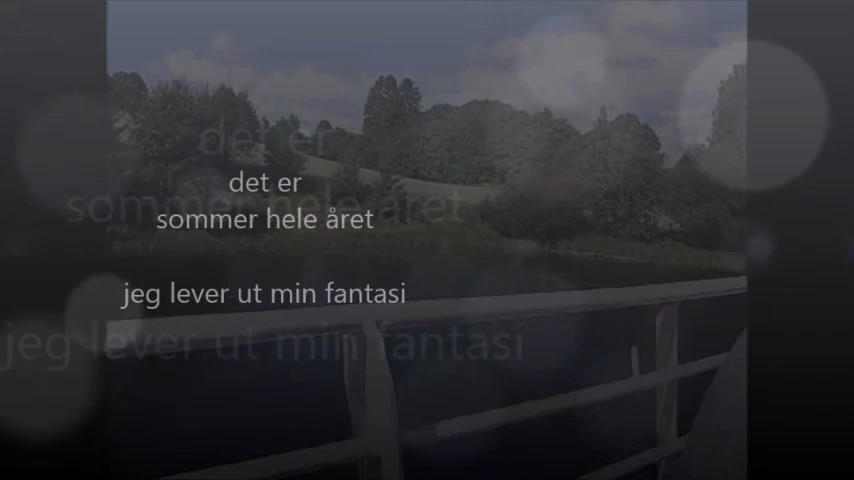 det er
sommer hele året
jeg lever ut min fantasi